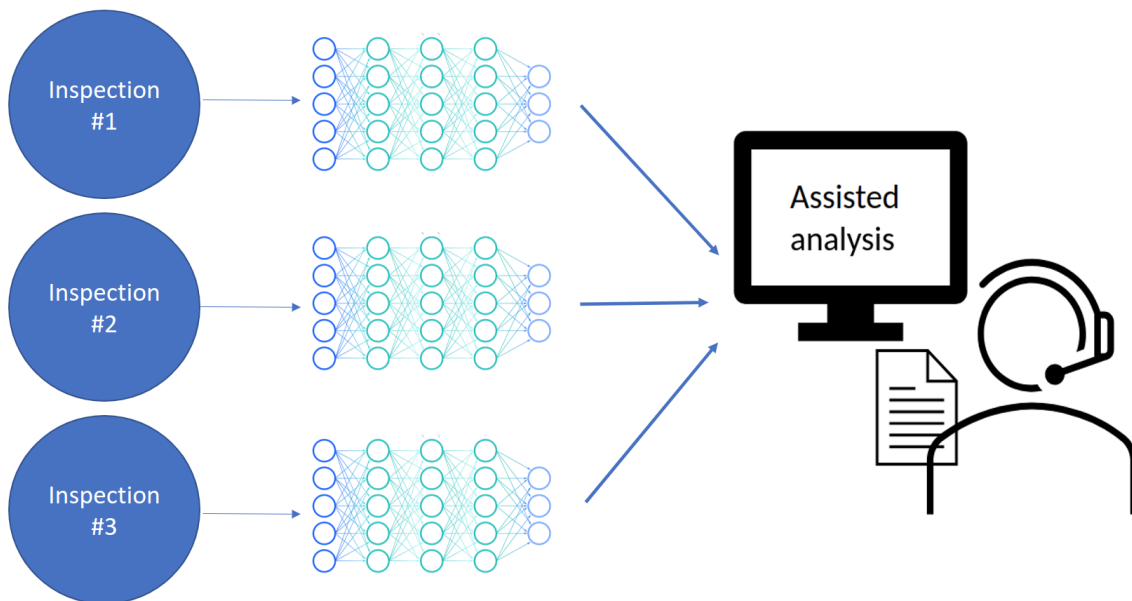 Inspection
#1
Inspection
#2
Inspection
#3
Assisted
analysis